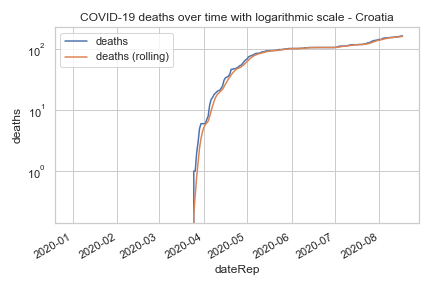 COVID-19 deaths over time with logarithmic scale - Croatia
deaths
deaths (rolling)
10²
10¹
10⁰
deaths
2020-01
2020-02
2020-03
2020-04
2020-05
2020-06
2020-07
2020-08
dateRep